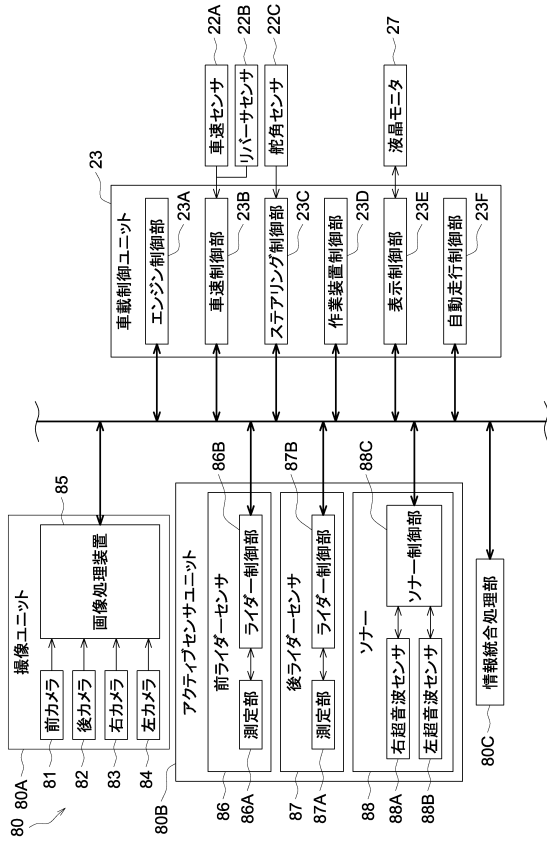 80
80A
撮像ユニット
前カメラ
81
後カメラ
82
右カメラ
83
左カメラ
84
画像処理装置
85
80B
アクティブセンサユニット
86
前ライダーセンサ
測定部
86A
ライダー制御部
86B
87
後ライダーセンサ
測定部
87A
ライダー制御部
87B
88
ソナー
右超音波センサ
88A
左超音波センサ
88B
ソナー制御部
88C
情報統合処理部
80C
23
車載制御ユニット
エンジン制御部
23A
車速制御部
23B
ステアリング制御部
23C
作業装置制御部
23D
表示制御部
23E
自動走行制御部
23F
車速センサ
22A
リバーサセンサ
22B
舵角センサ
22C
液晶モニタ
27